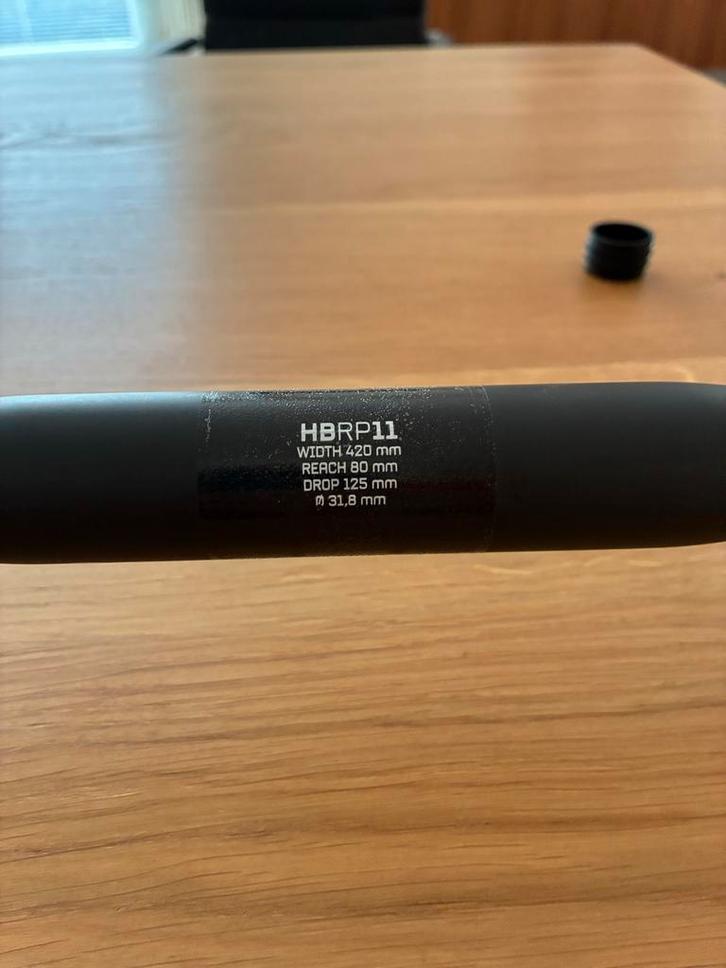 HBRP11
WIDTH 420 mm
REACH 80 mm
DROP 125 mm
Ø 31,8 mm